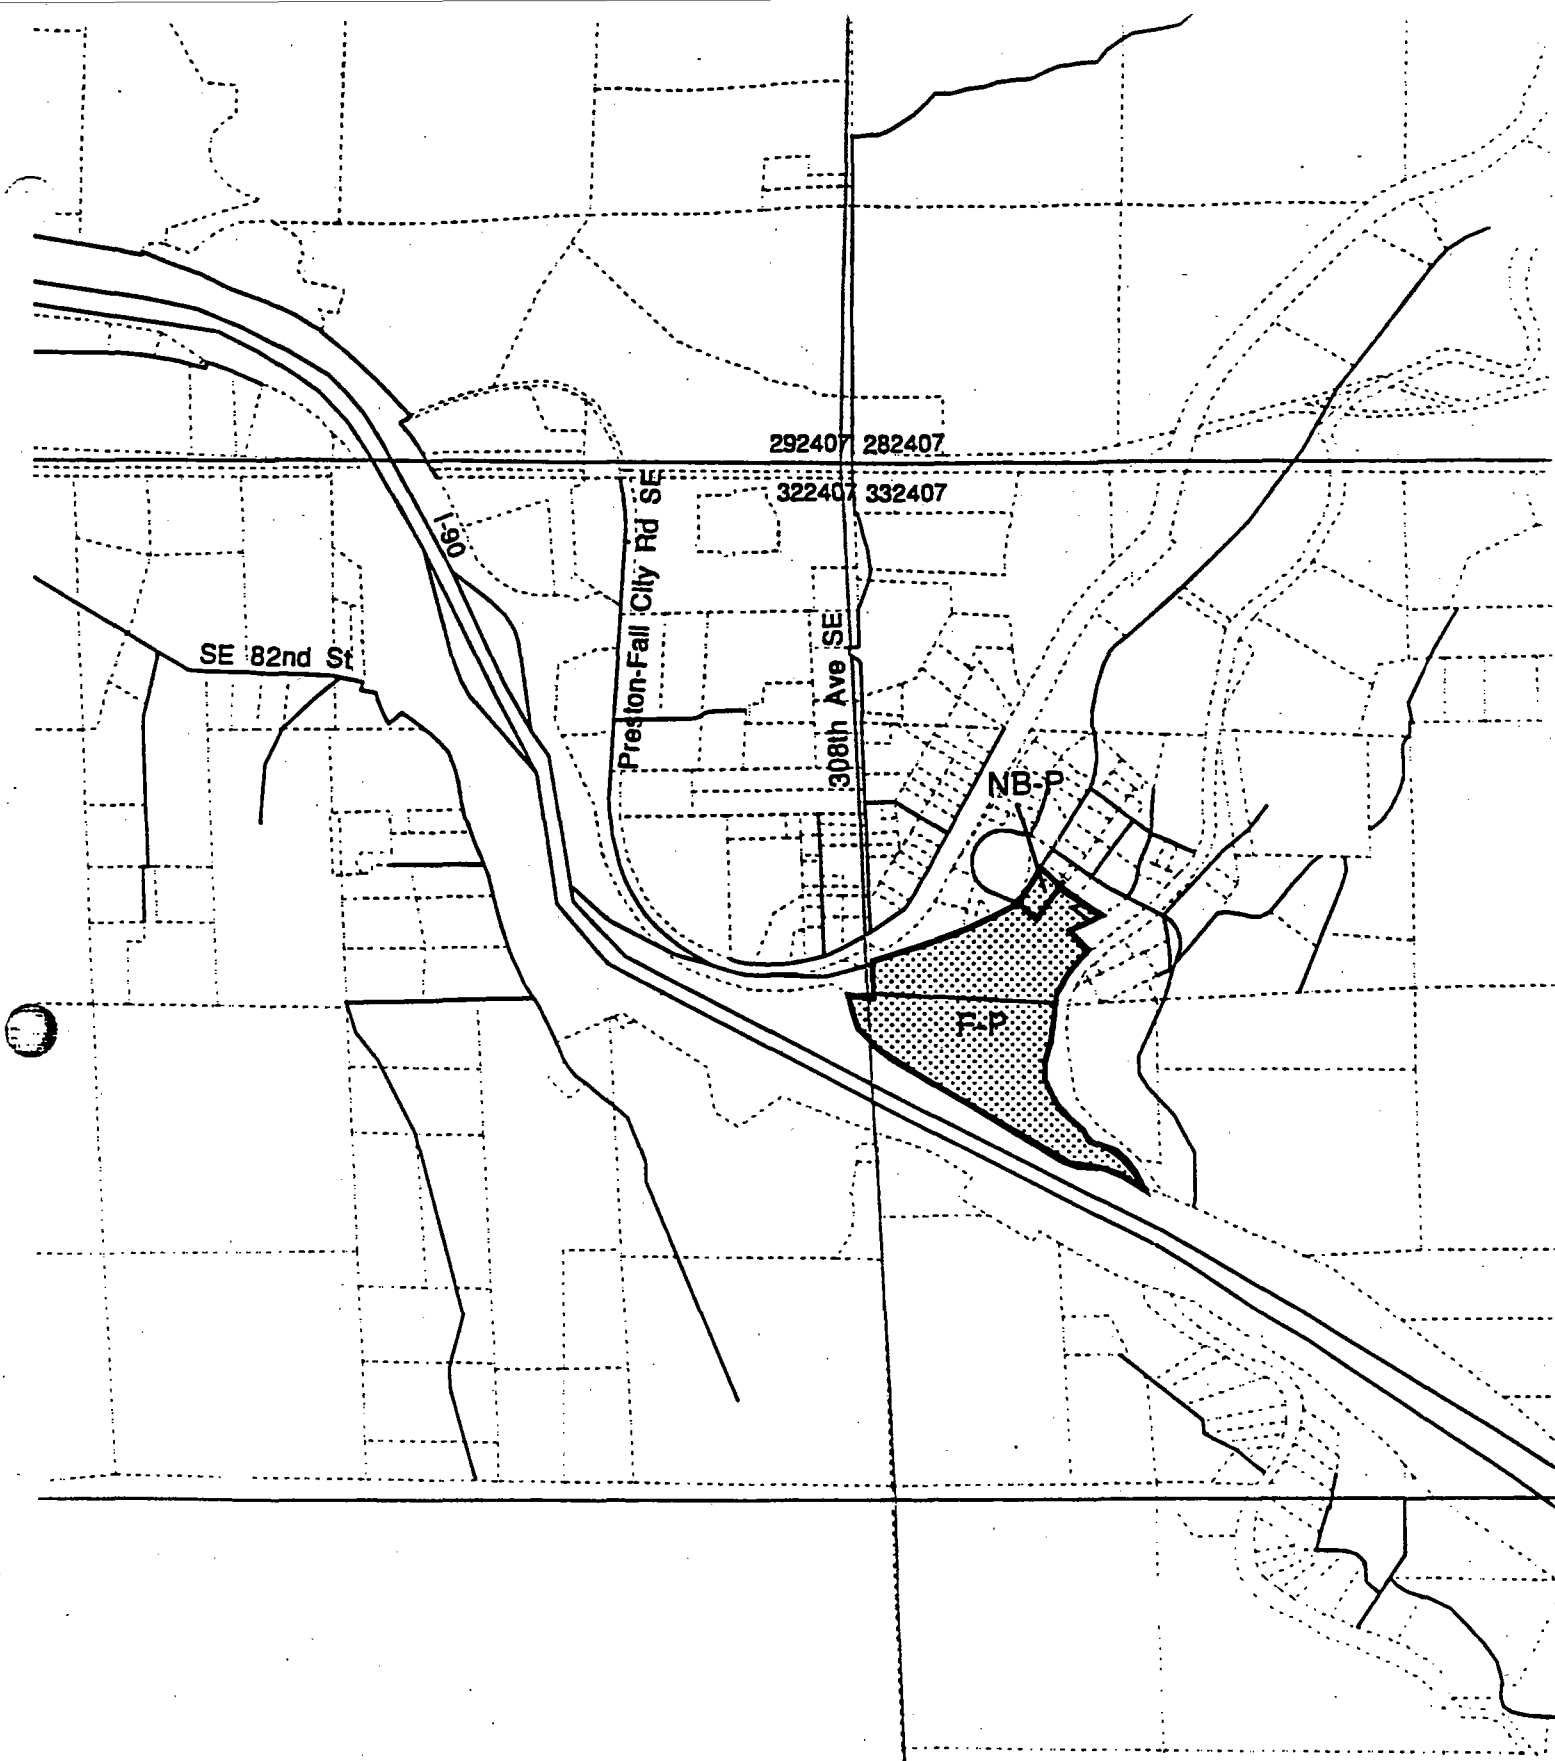 292407 282407
322407 332407
I-90
Preston-Fall City Rd SE
SE 82nd St
308th Ave SE
NB-P
F-P